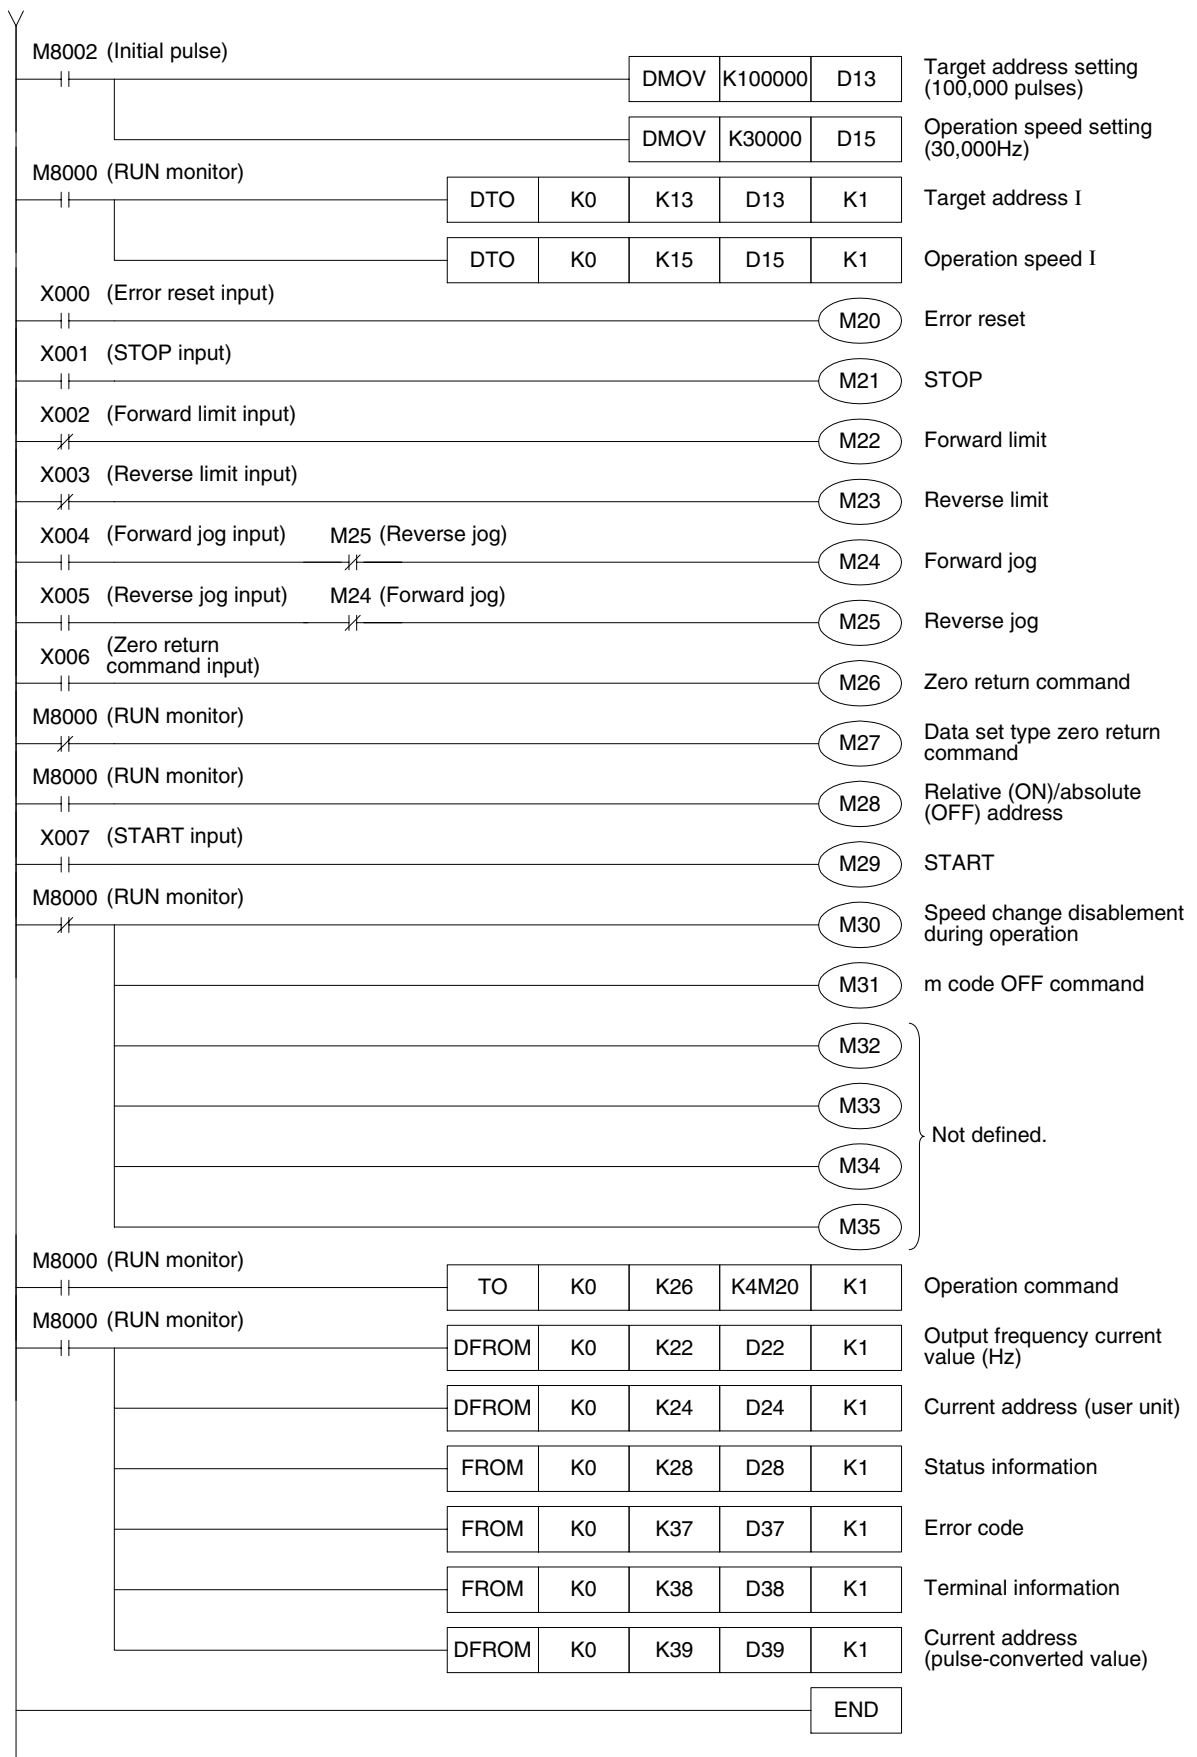 M8002 (Initial pulse)
DMOV K100000 D13 Target address setting
(100,000 pulses)
DMOV K30000 D15 Operation speed setting
(30,000Hz)
M8000 (RUN monitor)
DTO K0 K13 D13 K1 Target address I
DTO K0 K15 D15 K1 Operation speed I
X000 (Error reset input)
M20 Error reset
X001 (STOP input)
M21 STOP
X002 (Forward limit input)
M22 Forward limit
X003 (Reverse limit input)
M23 Reverse limit
X004 (Forward jog input) M25 (Reverse jog)
M24 Forward jog
X005 (Reverse jog input) M24 (Forward jog)
M25 Reverse jog
X006 (Zero return
command input)
M26 Zero return command
M8000 (RUN monitor)
M27 Data set type zero return
command
M8000 (RUN monitor)
M28 Relative (ON)/absolute
(OFF) address
X007 (START input)
M29 START
M8000 (RUN monitor)
M30 Speed change disablement
during operation
M31 m code OFF command
M32
M33
Not defined.
M34
M35
M8000 (RUN monitor)
TO K0 K26 K4M20 K1 Operation command
M8000 (RUN monitor)
DFROM K0 K22 D22 K1 Output frequency current
value (Hz)
DFROM K0 K24 D24 K1 Current address (user unit)
FROM K0 K28 D28 K1 Status information
FROM K0 K37 D37 K1 Error code
FROM K0 K38 D38 K1 Terminal information
DFROM K0 K39 D39 K1 Current address
(pulse-converted value)
END